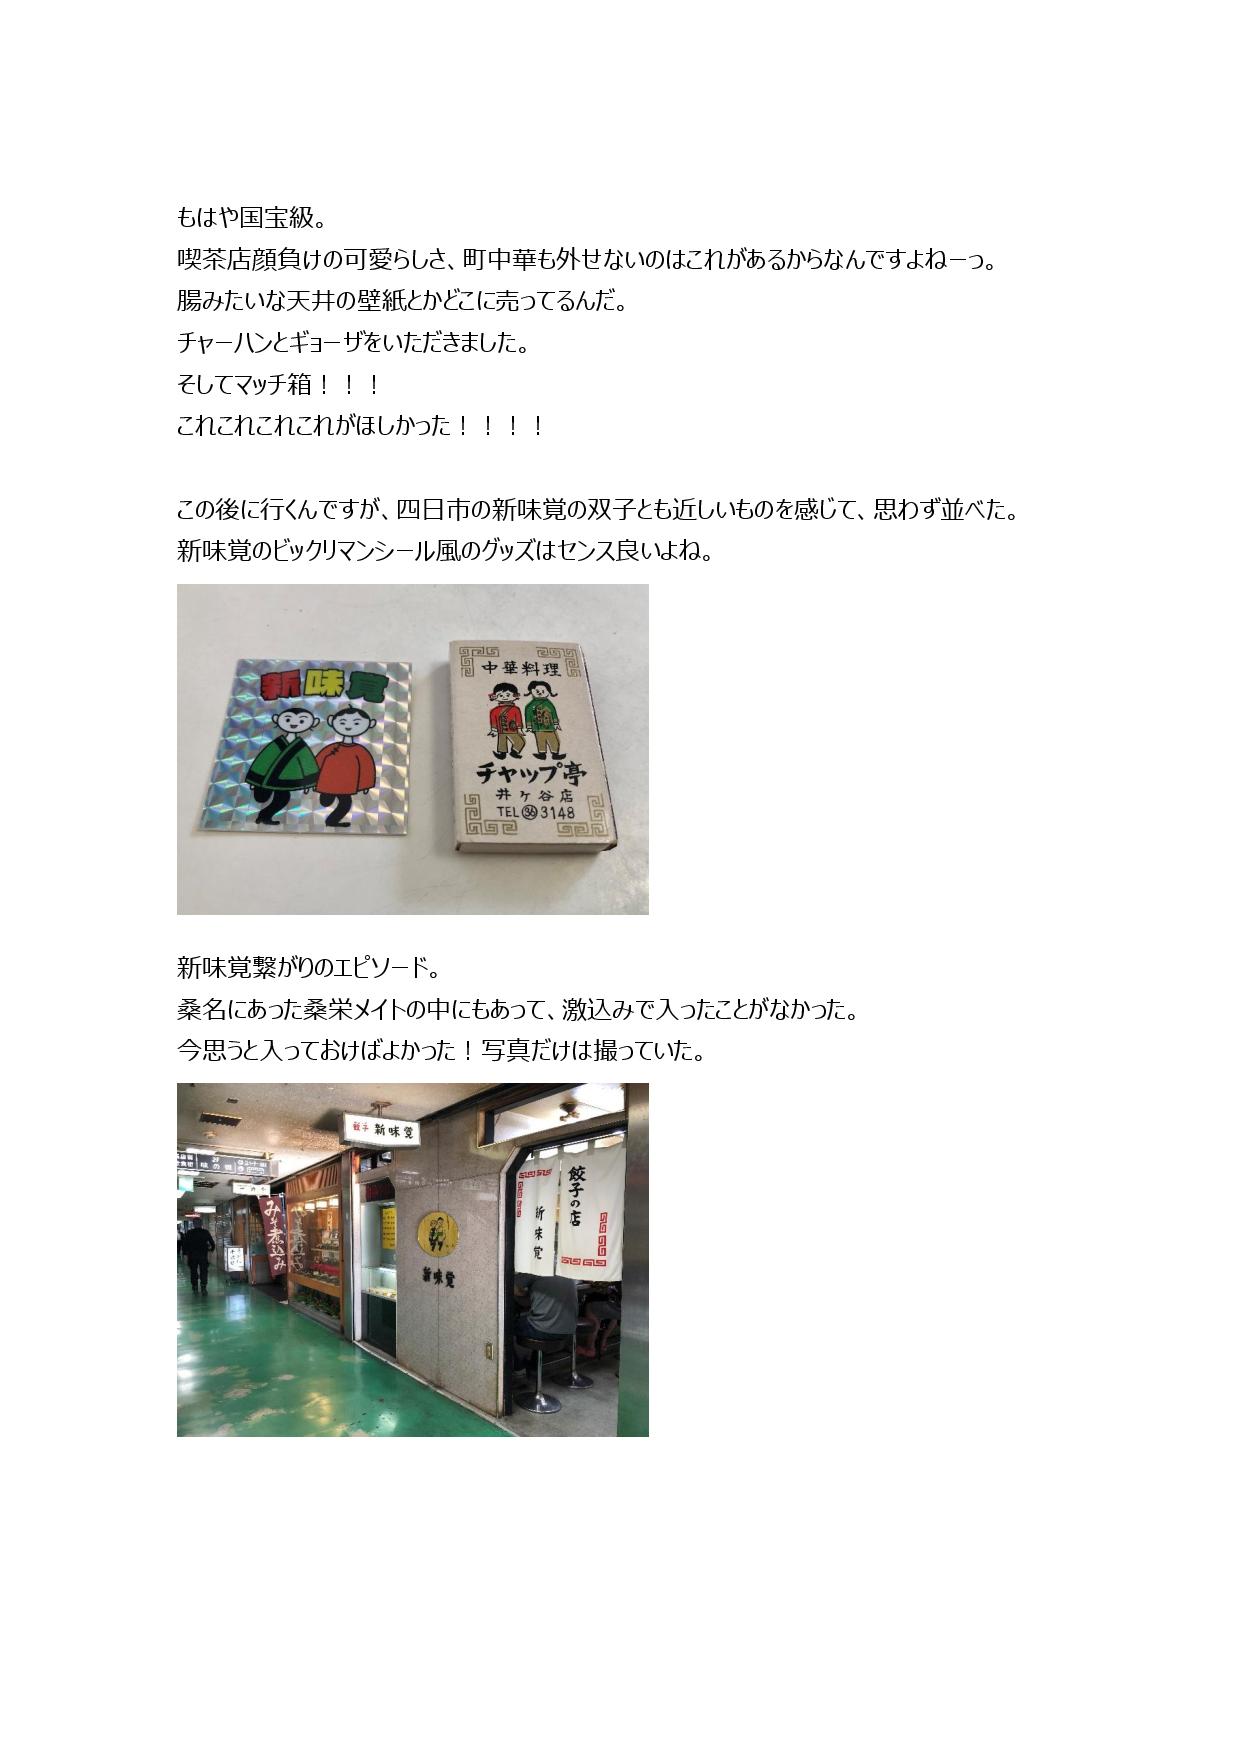 もはや国宝級。
喫茶店顔負けの可愛らしさ、町中華も外せないのはこれがあるからなんですよねーっ。
腸みたいな天井の壁紙とかどこに売ってるんだ。
チャーハンとギョーザをいただきました。
そしてマッチ箱！！！
これこれこれこれがほしかった！！！！
この後に行くんですが、四日市の新味覚の双子とも近しいものを感じて、思わず並べた。
新味覚のビックリマンシール風のグッズはセンス良いよね。
新味覚
中華料理
チャップ亭
井ヶ谷店
TEL㊱3148
新味覚繋がりのエピソード。
桑名にあった桑栄メイトの中にもあって、激込みで入ったことがなかった。
今思うと入っておけばよかった！写真だけは撮っていた。
餃子 新味覚
味の街
みそ煮込み
新味覚
餃子の店
新味覚